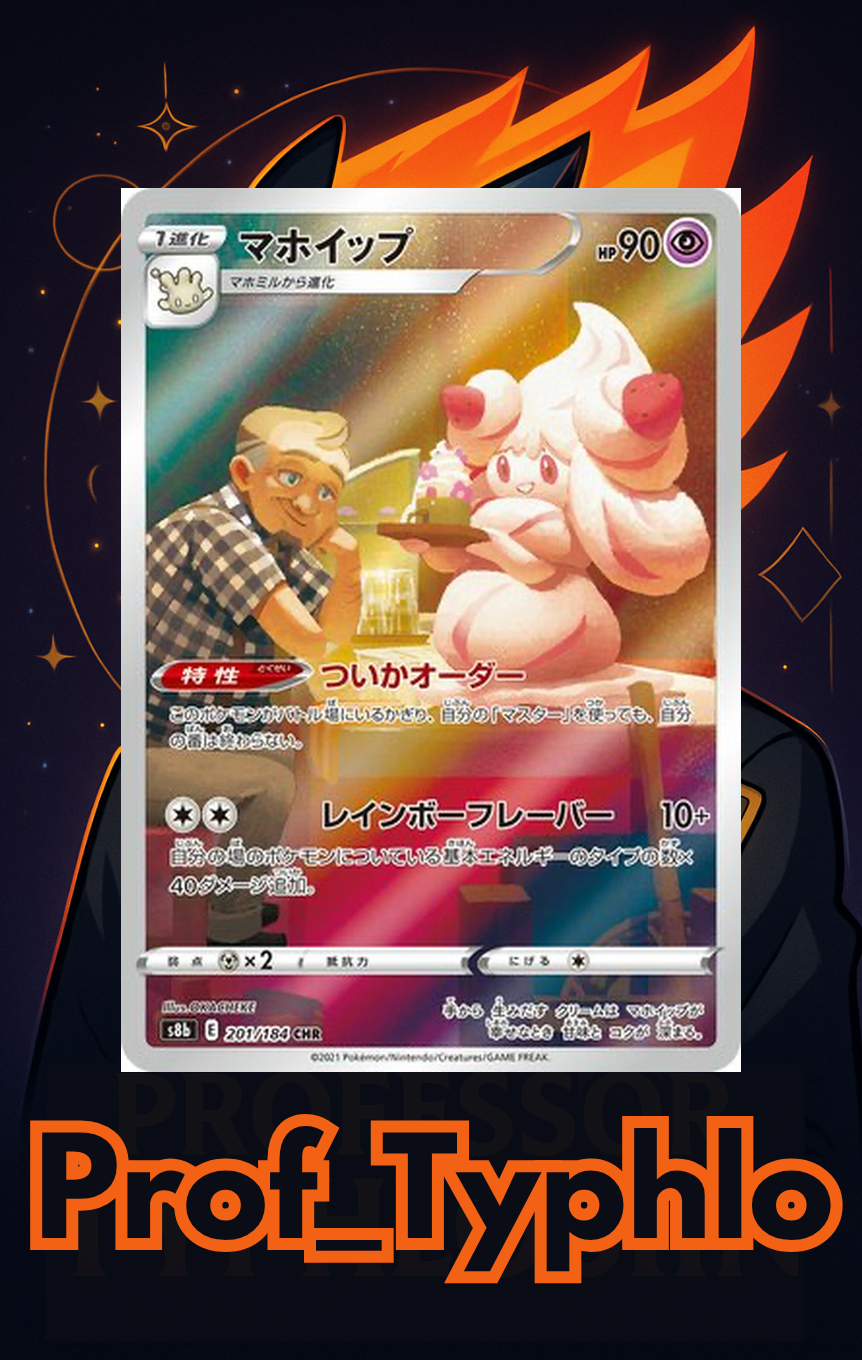 1進化
マホイップ
HP90
マホミルから進化
特性 とくせい
ついかオーダー
このポケモンがバトル場にいるかぎり、自分の「マスター」を使っても、自分
の番は終わらない。
レインボーフレーバー 10+
自分の場のポケモンについている基本エネルギーのタイプの数×
40ダメージ追加。
弱点 ×2 抵抗力 にげる
illus. OKACHEKE
s8b E 201/184 CHR
手から 生みだす クリームは マホイップが
幸せなとき 甘味と コクが 深まる。
©2021 Pokémon/Nintendo/Creatures/GAME FREAK.
PROFESSOR
Prof_Typhlo